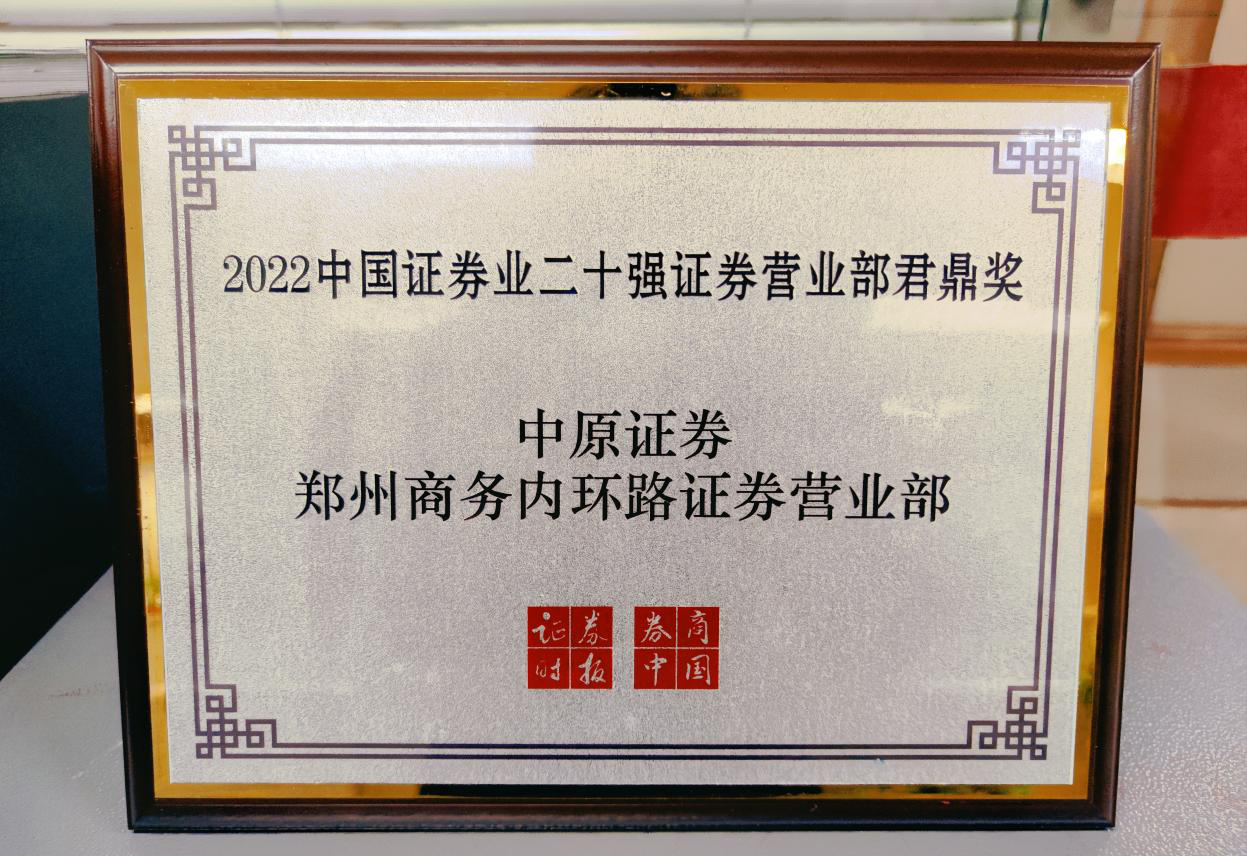 2022中国证券业二十强证券营业部君鼎奖
中原证券
郑州商务内环路证券营业部
证券时报 券商中国